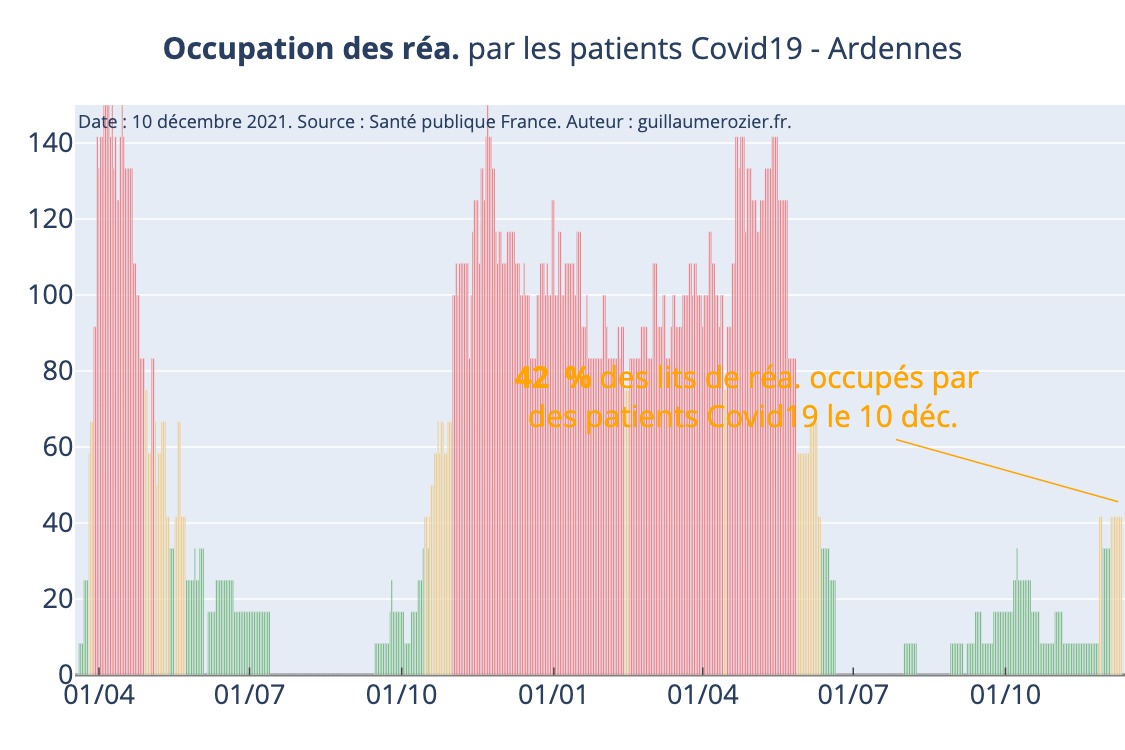 Occupation des réa. par les patients Covid19 - Ardennes
Date : 10 décembre 2021. Source : Santé publique France. Auteur : guillaumerozier.fr.
140
120
100
80
60
40
20
0
42 % des lits de réa. occupés par
des patients Covid19 le 10 déc.
01/04 01/07 01/10 01/01 01/04 01/07 01/10